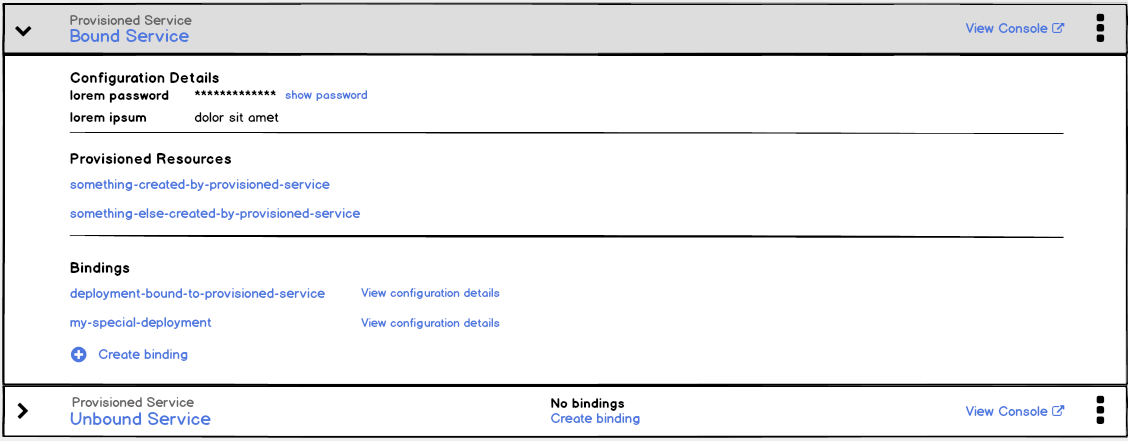 Provisioned Service
Bound Service
View Console
Configuration Details
lorem password ************* show password
lorem ipsum dolor sit amet
Provisioned Resources
something-created-by-provisioned-service
something-else-created-by-provisioned-service
Bindings
deployment-bound-to-provisioned-service View configuration details
my-special-deployment View configuration details
Create binding
Provisioned Service
Unbound Service
No bindings
Create binding
View Console